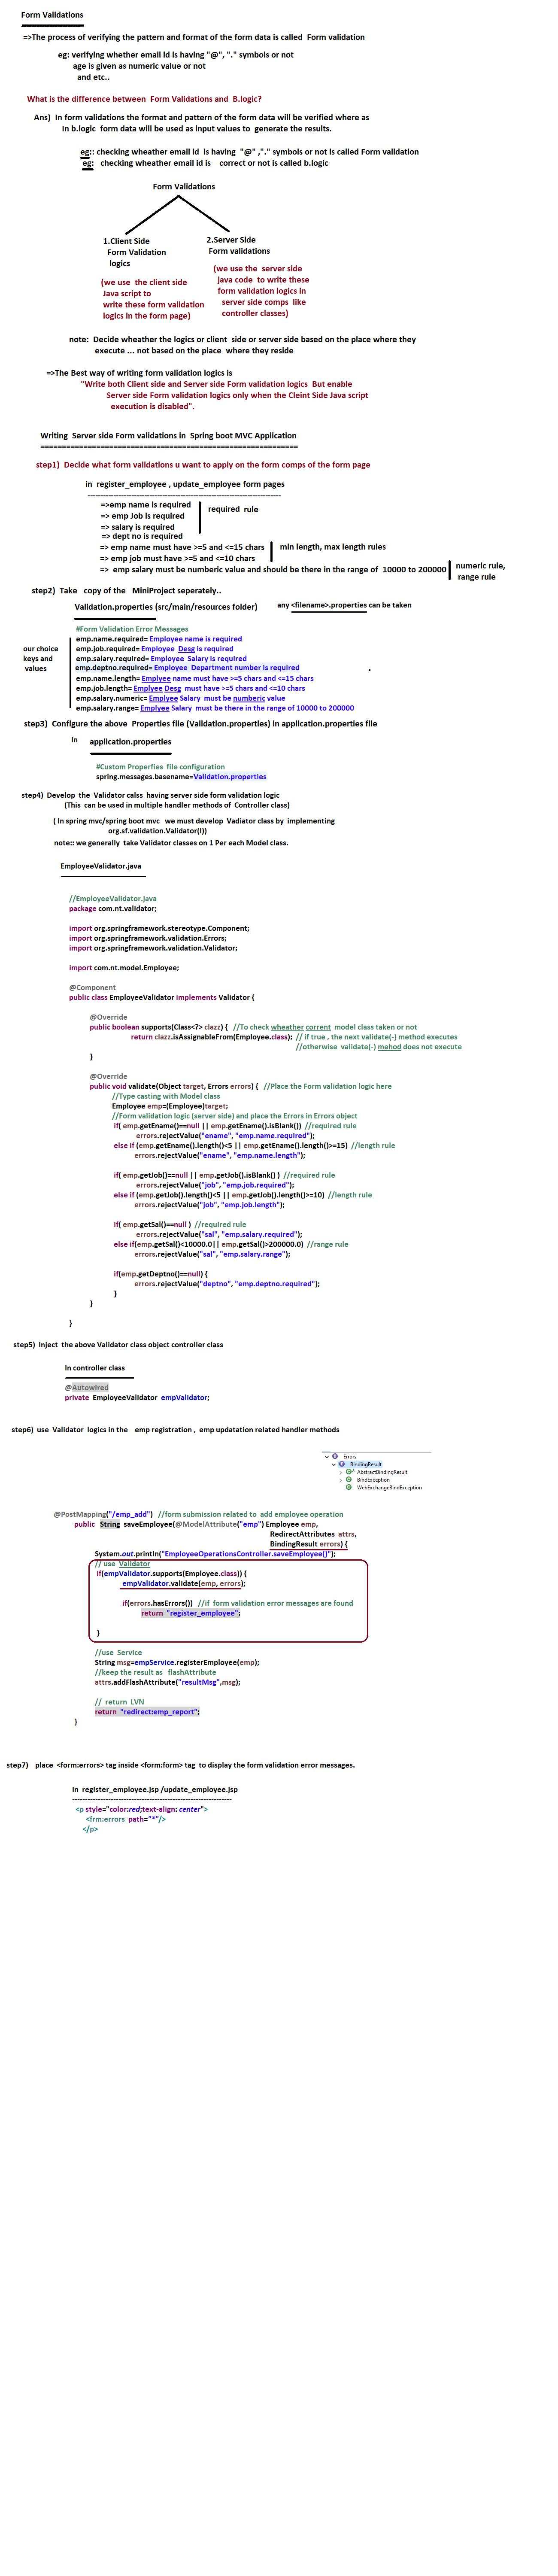 Form Validations
=>The process of verifying the pattern and format of the form data is called  Form validation
eg: verifying whether email id is having "@", "." symbols or not
age is given as numeric value or not
and etc..
What is the difference between  Form Validations and  B.logic?
Ans)  In form validations the format and pattern of the form data will be verified where as
In b.logic  form data will be used as input values to  generate the results.
eg:: checking wheather email id  is having  "@" ,"." symbols or not is called Form validation
eg:   checking wheather email id is    correct or not is called b.logic
Form Validations
1.Client Side
Form Validation
logics
2.Server Side
Form validations
(we use  the client side
Java script to
write these form validation
logics in the form page)
(we use the  server side
java code  to write these
form validation logics in
server side comps  like
controller classes)
note:  Decide wheather the logics or client  side or server side based on the place where they
execute ... not based on the place  where they reside
=>The Best way of writing form validation logics is
"Write both Client side and Server side Form validation logics  But enable
Server side Form validation logics only when the Cleint Side Java script
execution is disabled".
Writing  Server side Form validations in  Spring boot MVC Application
============================================================
step1)  Decide what form validations u want to apply on the form comps of the form page
in  register_employee , update_employee form pages
---------------------------------------------------------------------------
=>emp name is required
=> emp Job is required
=> salary is required
=> dept no is required
required  rule
=> emp name must have >=5 and <=15 chars
=> emp job must have >=5 and <=10 chars
min length, max length rules
=>  emp salary must be numberic value and should be there in the range of  10000 to 200000
numeric rule,
range rule
step2)  Take   copy of the   MiniProject seperately..
Validation.properties (src/main/resources folder)
any <filename>.properties can be taken
our choice
keys and
values
#Form Validation Error Messages
emp.name.required= Employee name is required
emp.job.required= Employee  Desg is required
emp.salary.required= Employee  Salary is required
emp.deptno.required= Employee  Department number is required
.
emp.name.length= Emplyee name must have >=5 chars and <=15 chars
emp.job.length= Emplyee Desg  must have >=5 chars and <=10 chars
emp.salary.numeric= Emplyee Salary  must be numberic value
emp.salary.range= Emplyee Salary  must be there in the range of 10000 to 200000
step3)  Configure the above  Properties file (Validation.properties) in application.properties file
In
application.properties
#Custom Properfies  file configuration
spring.messages.basename=Validation.properties
step4)  Develop  the  Validator calss  having server side form validation logic
(This  can be used in multiple handler methods of  Controller class)
( In spring mvc/spring boot mvc   we must develop  Vadiator class by  implementing
org.sf.validation.Validator(I))
note:: we generally  take Validator classes on 1 Per each Model class.
EmployeeValidator.java
//EmployeeValidator.java
package com.nt.validator;
import org.springframework.stereotype.Component;
import org.springframework.validation.Errors;
import org.springframework.validation.Validator;
import com.nt.model.Employee;
@Component
public class EmployeeValidator implements Validator {
@Override
public boolean supports(Class<?> clazz) {   //To check wheather corrent  model class taken or not
return clazz.isAssignableFrom(Employee.class);  // if true , the next validate(-) method executes
//otherwise  validate(-) mehod does not execute
}
@Override
public void validate(Object target, Errors errors) {   //Place the Form validation logic here
//Type casting with Model class
Employee emp=(Employee)target;
//Form validation logic (server side) and place the Errors in Errors object
if( emp.getEname()==null || emp.getEname().isBlank())  //required rule
errors.rejectValue("ename", "emp.name.required");
else if (emp.getEname().length()<5 || emp.getEname().length()>=15)  //length rule
errors.rejectValue("ename", "emp.name.length");
if( emp.getJob()==null || emp.getJob().isBlank() )  //required rule
errors.rejectValue("job", "emp.job.required");
else if (emp.getJob().length()<5 || emp.getJob().length()>=10)  //length rule
errors.rejectValue("job", "emp.job.length");
if( emp.getSal()==null )  //required rule
errors.rejectValue("sal", "emp.salary.required");
else if(emp.getSal()<10000.0|| emp.getSal()>200000.0)  //range rule
errors.rejectValue("sal", "emp.salary.range");
if(emp.getDeptno()==null) {
errors.rejectValue("deptno", "emp.deptno.required");
}
}
}
step5)  Inject  the above Validator class object controller class
In controller class
@Autowired
private  EmployeeValidator  empValidator;
step6)  use  Validator  logics in the    emp registration ,  emp updatation related handler methods
Errors
BindingResult
AbstractBindingResult
BindException
WebExchangeBindException
@PostMapping("/emp_add")   //form submission related to  add employee operation
public  String  saveEmployee(@ModelAttribute("emp") Employee emp,
RedirectAttributes  attrs,
BindingResult errors) {
System.out.println("EmployeeOperationsController.saveEmployee()");
// use  Validator
if(empValidator.supports(Employee.class)) {
empValidator.validate(emp, errors);
if(errors.hasErrors())   //if  form validation error messages are found
return  "register_employee";
}
//use  Service
String msg=empService.registerEmployee(emp);
//keep the result as   flashAttribute
attrs.addFlashAttribute("resultMsg",msg);
//  return  LVN
return  "redirect:emp_report";
}
step7)   place  <form:errors> tag inside <form:form> tag  to display the form validation error messages.
In  register_employee.jsp /update_employee.jsp
--------------------------------------------------------------
<p style="color:red;text-align: center">
<frm:errors  path="*"/>
</p>